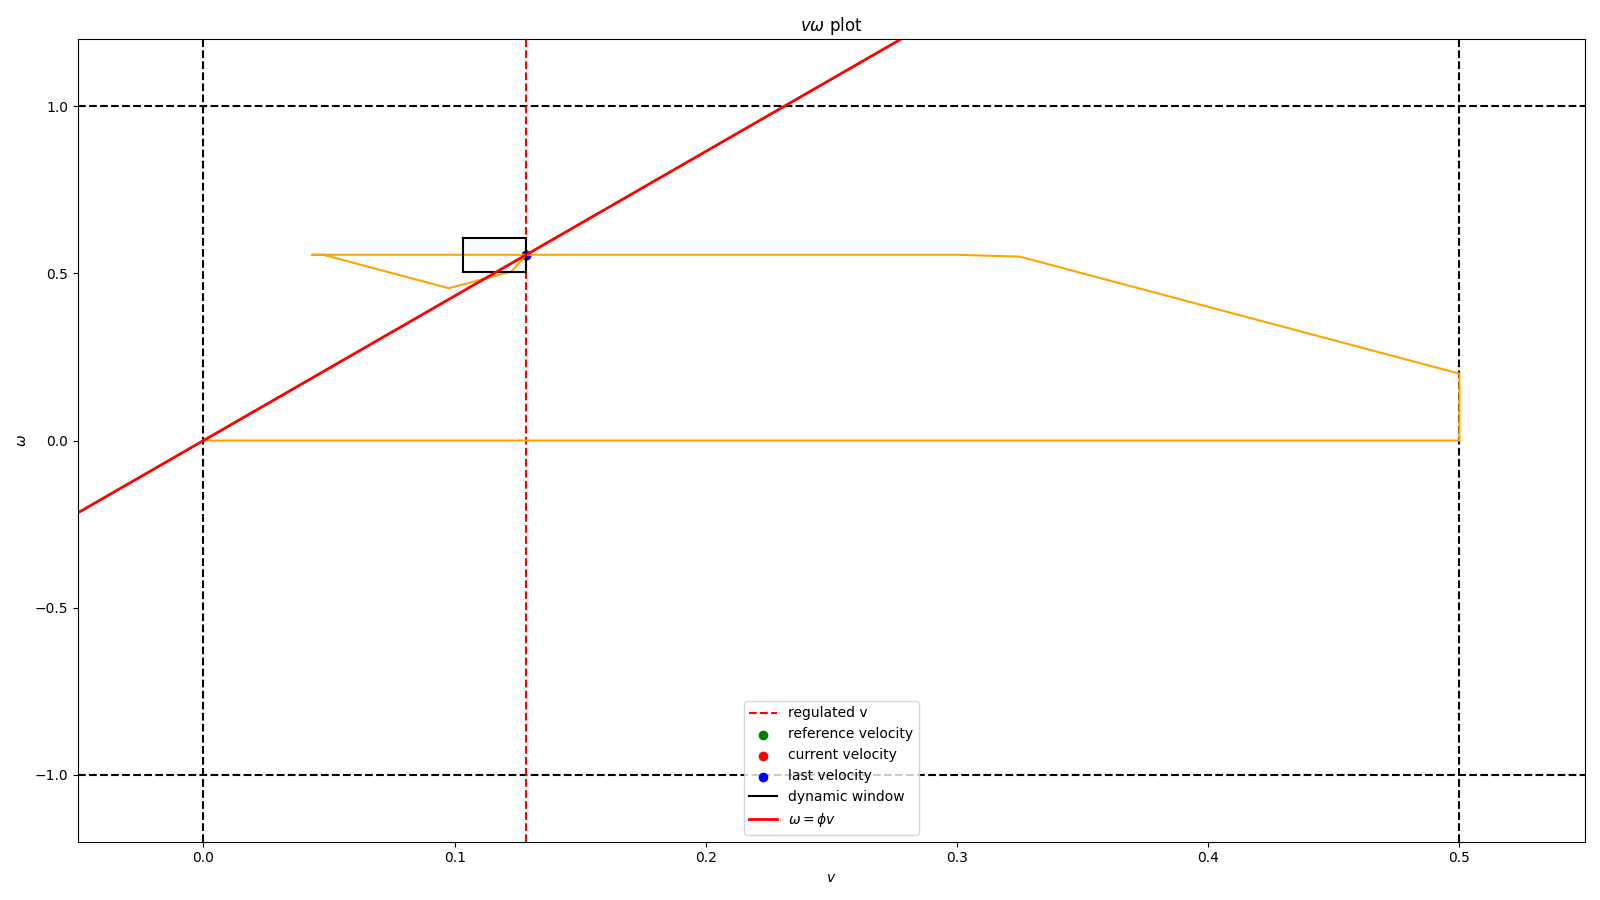 vω plot
1.0
0.5
0.0
−0.5
−1.0
ω
0.0
0.1
0.2
0.3
0.4
0.5
v
regulated v
reference velocity
current velocity
last velocity
dynamic window
ω = ϕv